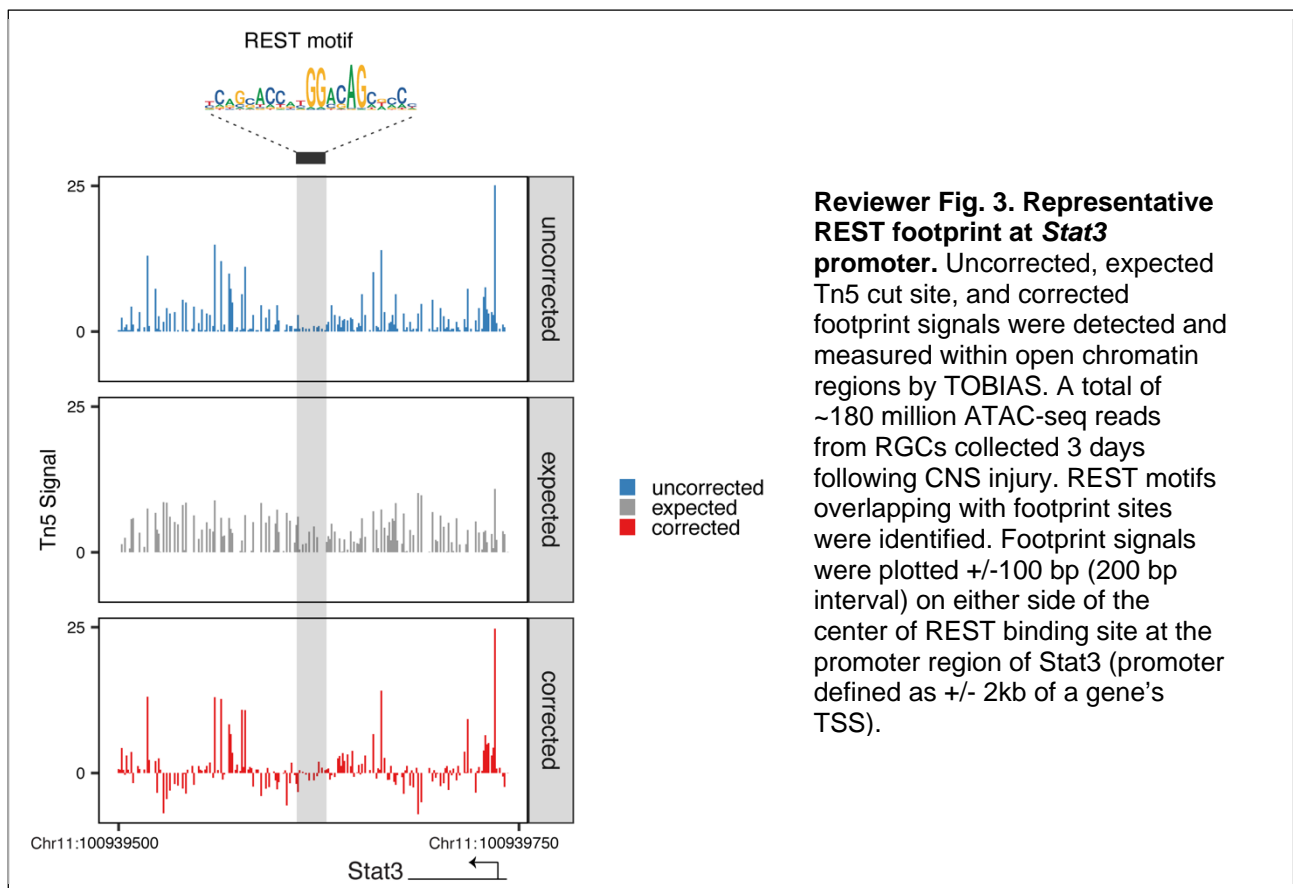 REST motif
TCAGCACCATGGACAGCGCC
25
0
uncorrected
25
0
expected
25
0
corrected
Tn5 Signal
Chr11:100939500
Chr11:100939750
Stat3
uncorrected
expected
corrected
Reviewer Fig. 3. Representative
REST footprint at Stat3
promoter. Uncorrected, expected
Tn5 cut site, and corrected
footprint signals were detected and
measured within open chromatin
regions by TOBIAS. A total of
~180 million ATAC-seq reads
from RGCs collected 3 days
following CNS injury. REST motifs
overlapping with footprint sites
were identified. Footprint signals
were plotted +/-100 bp (200 bp
interval) on either side of the
center of REST binding site at the
promoter region of Stat3 (promoter
defined as +/- 2kb of a gene’s
TSS).